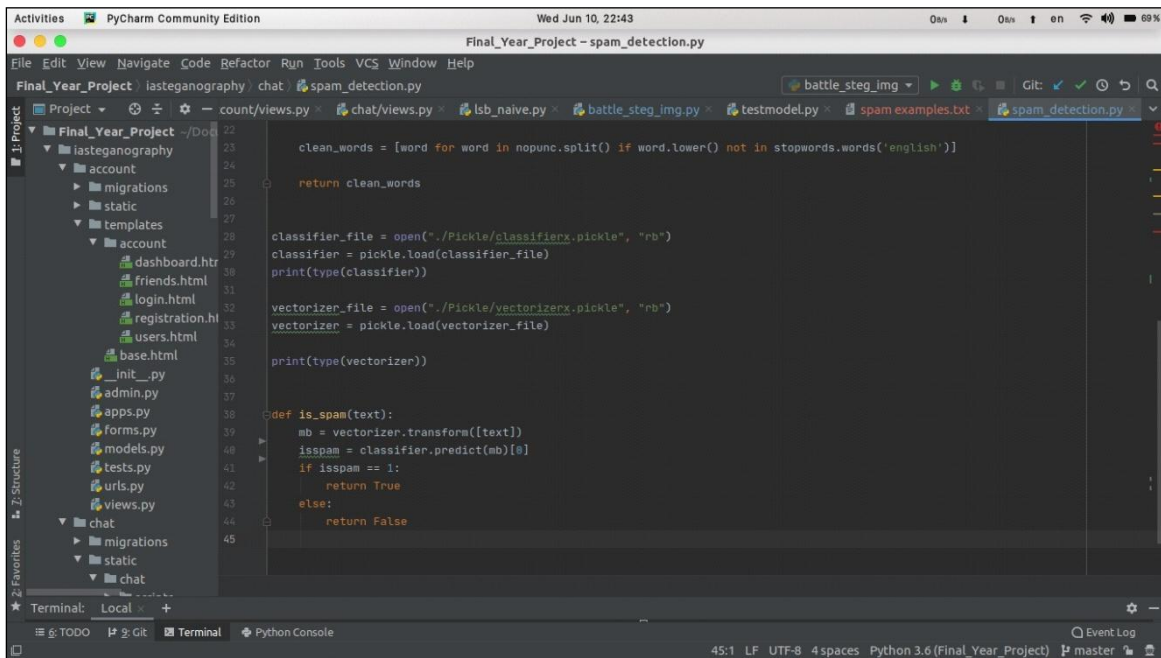 Activities PyCharm Community Edition Wed Jun 10, 22:43 0B/s 0B/s en 69%
Final_Year_Project – spam_detection.py
File Edit View Navigate Code Refactor Run Tools VCS Window Help
Final_Year_Project iasteganography chat spam_detection.py battle_steg_img Git:
Project count/views.py chat/views.py lsb_naive.py battle_steg_img.py testmodel.py spam examples.txt spam_detection.py
1: Project
7: Structure
2: Favorites
Final_Year_Project ~/Doc
iasteganography
account
migrations
static
templates
account
dashboard.htr
friends.html
login.html
registration.ht
users.html
base.html
__init__.py
admin.py
apps.py
forms.py
models.py
tests.py
urls.py
views.py
chat
migrations
static
chat
22
23 clean_words = [word for word in nopunc.split() if word.lower() not in stopwords.words('english')]
24
25 return clean_words
26
27
28 classifier_file = open("./Pickle/classifierx.pickle", "rb")
29 classifier = pickle.load(classifier_file)
30 print(type(classifier))
31
32 vectorizer_file = open("./Pickle/vectorizerx.pickle", "rb")
33 vectorizer = pickle.load(vectorizer_file)
34
35 print(type(vectorizer))
36
37
38 def is_spam(text):
39 mb = vectorizer.transform([text])
40 isspam = classifier.predict(mb)[0]
41 if isspam == 1:
42 return True
43 else:
44 return False
45
Terminal: Local +
6: TODO 9: Git Terminal Python Console Event Log
45:1 LF UTF-8 4 spaces Python 3.6 (Final_Year_Project) master